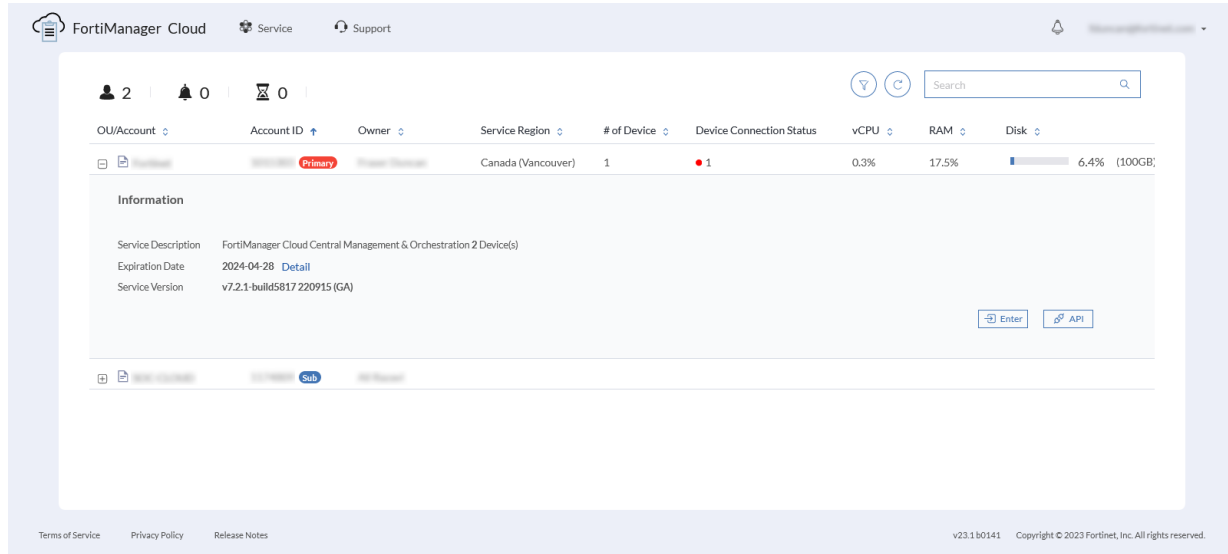 FortiManager Cloud Service Support
2 0 0 Search
OU/Account Account ID Owner Service Region # of Device Device Connection Status vCPU RAM Disk
Primary Canada (Vancouver) 1 1 0.3% 17.5% 6.4% (100GB)
Information
Service Description FortiManager Cloud Central Management & Orchestration 2 Device(s)
Expiration Date 2024-04-28 Detail
Service Version v7.2.1-build5817 220915 (GA)
Enter API
Sub
Terms of Service Privacy Policy Release Notes v23.1 b0141 Copyright © 2023 Fortinet, Inc. All rights reserved.